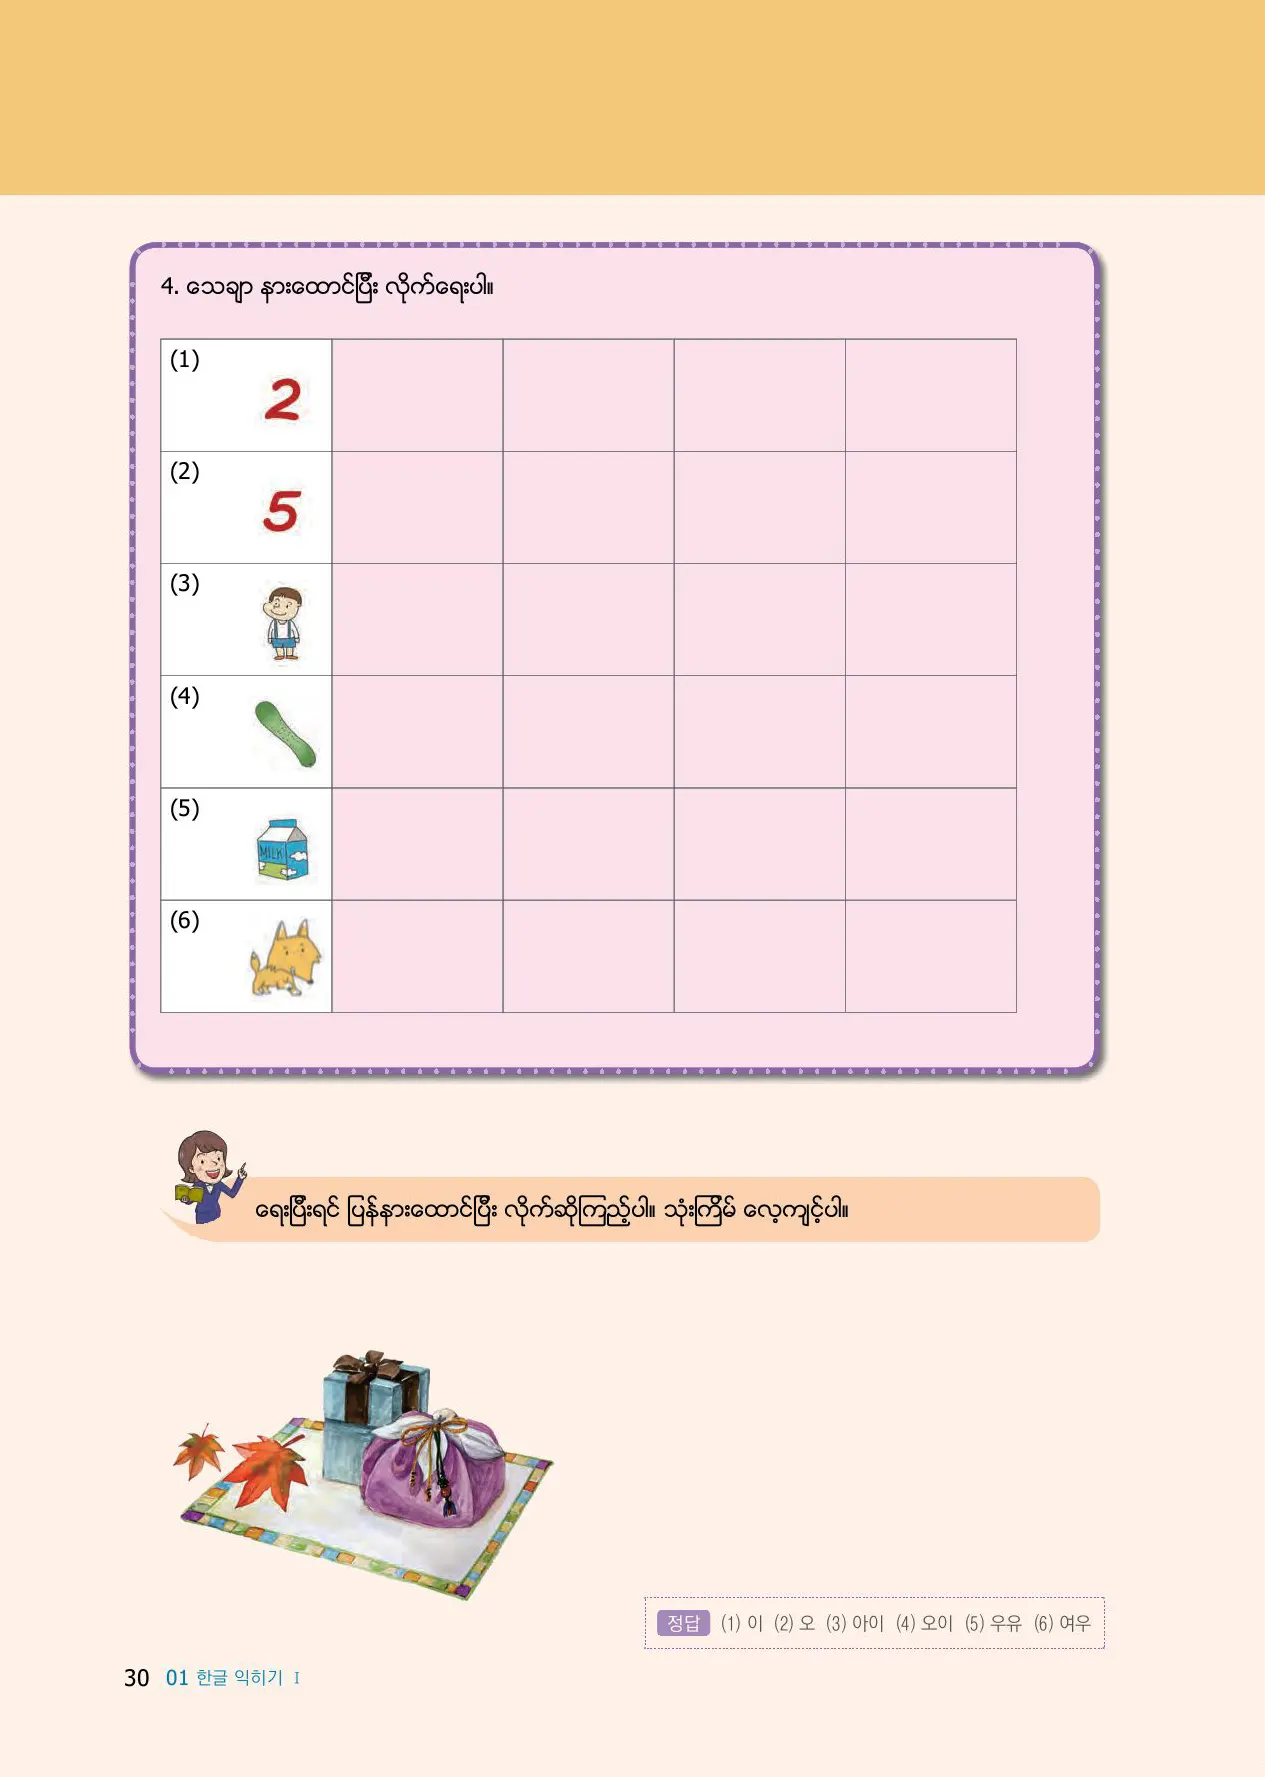 4. သေချာ နားထောင်ပြီး လိုက်ရေးပါ။
(1)
2
(2)
5
(3)
(4)
(5)
MILK
(6)
ရေးပြီးရင် ပြန်နားထောင်ပြီး လိုက်ဆိုကြည့်ပါ။ သုံးကြိမ် လေ့ကျင့်ပါ။
정답 (1) 이 (2) 오 (3) 아이 (4) 오이 (5) 우유 (6) 여우
30 01 한글 익히기 I